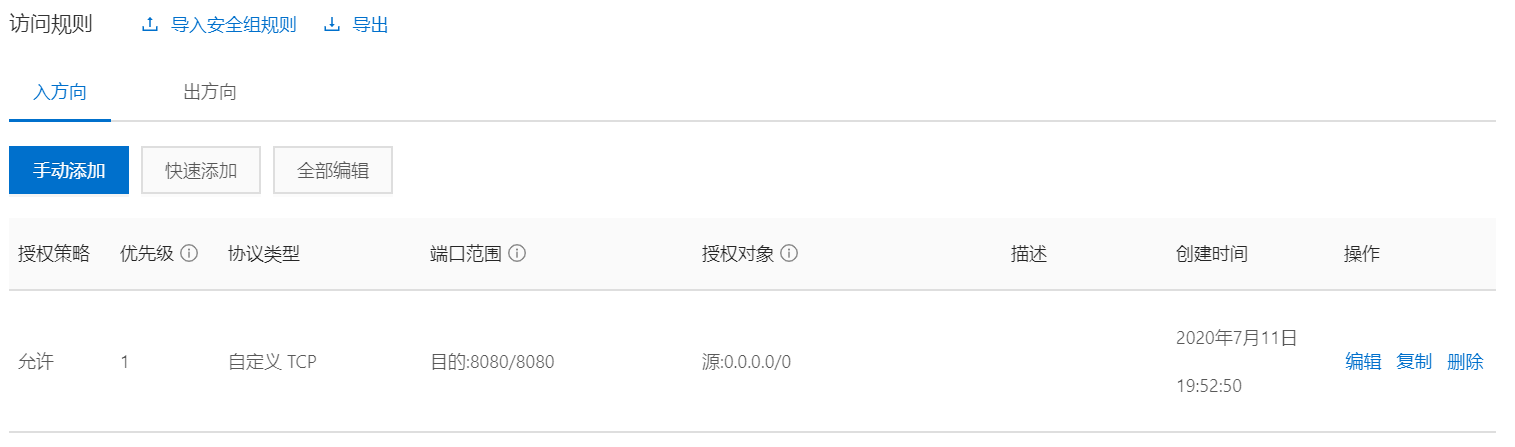 访问规则 导入安全组规则 导出
入方向 出方向
手动添加 快速添加 全部编辑
授权策略 优先级 协议类型 端口范围 授权对象 描述 创建时间 操作
允许 1 自定义 TCP 目的:8080/8080 源:0.0.0.0/0 2020年7月11日 编辑 复制 删除
19:52:50